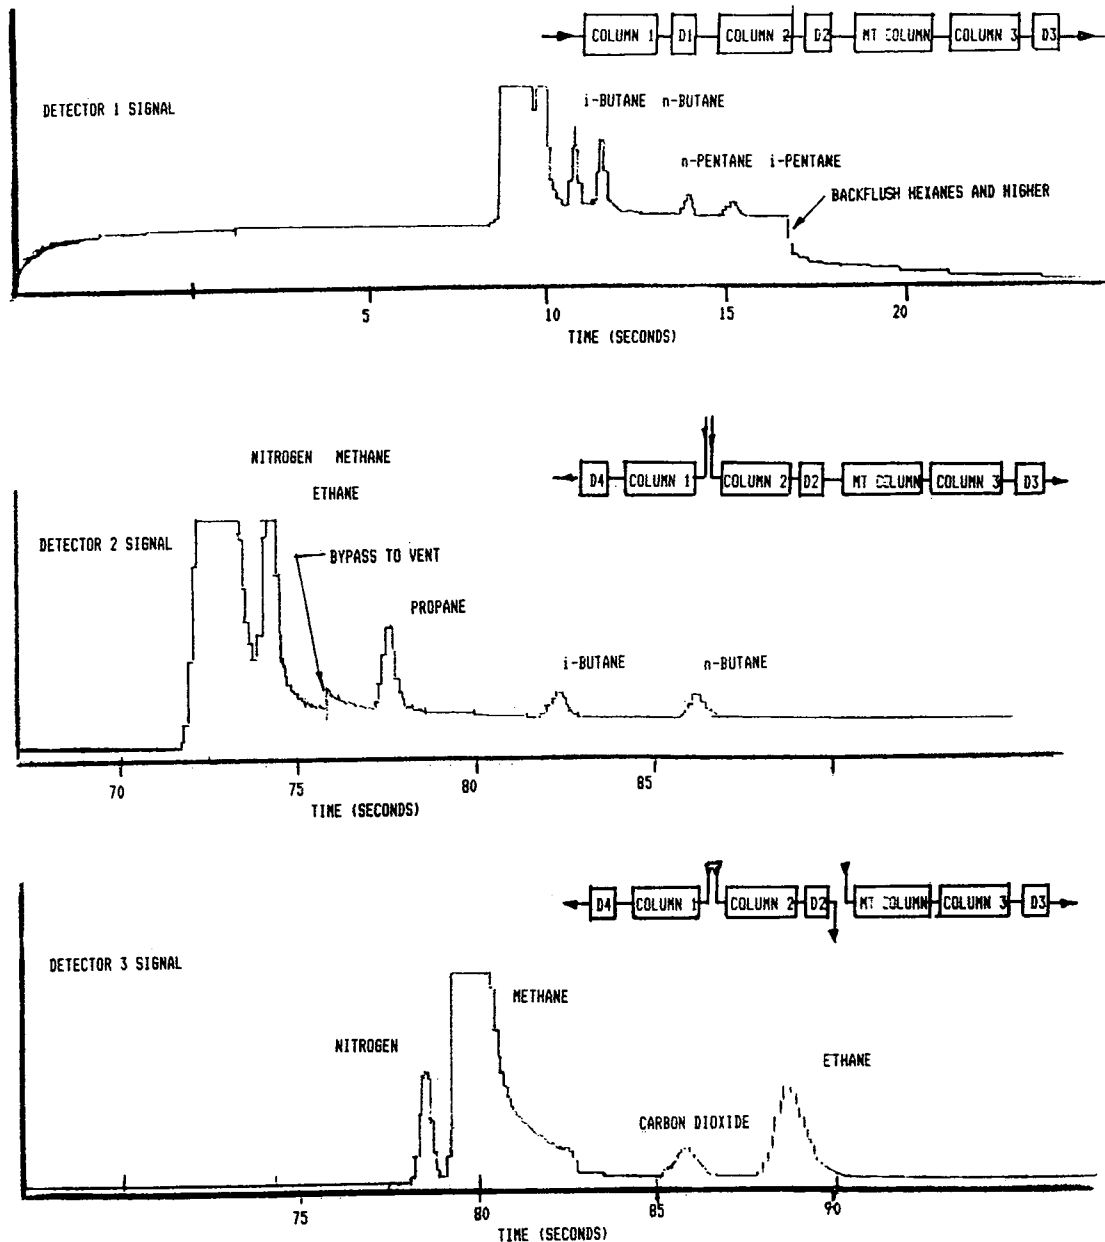 COLUMN 1 D1 COLUMN 2 D2 MT COLUMN COLUMN 3 D3
DETECTOR 1 SIGNAL
i-BUTANE n-BUTANE
n-PENTANE i-PENTANE
BACKFLUSH HEXANES AND HIGHER
5 10 15 20
TIME (SECONDS)
NITROGEN METHANE
ETHANE
D4 COLUMN 1 COLUMN 2 D2 MT COLUMN COLUMN 3 D3
DETECTOR 2 SIGNAL
BYPASS TO VENT
PROPANE
i-BUTANE n-BUTANE
70 75 80 85
TIME (SECONDS)
D4 COLUMN 1 COLUMN 2 D2 MT COLUMN COLUMN 3 D3
DETECTOR 3 SIGNAL
METHANE
NITROGEN
ETHANE
CARBON DIOXIDE
75 80 85 90
TIME (SECONDS)